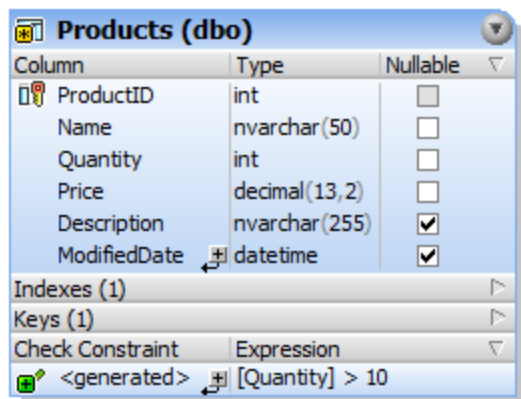 Products (dbo)
Column Type Nullable
ProductID int
Name nvarchar(50)
Quantity int
Price decimal(13,2)
Description nvarchar(255)
ModifiedDate datetime
Indexes (1)
Keys (1)
Check Constraint Expression
<generated> [Quantity] > 10